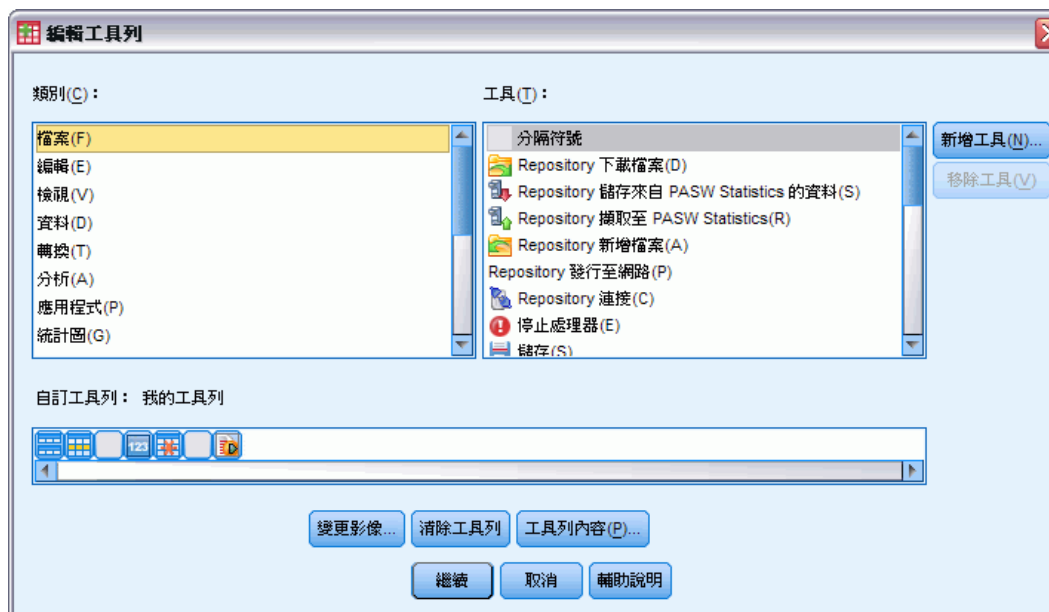 編輯工具列
類別(C)：
工具(T)：
檔案(F)
編輯(E)
檢視(V)
資料(D)
轉換(T)
分析(A)
應用程式(P)
統計圖(G)
分隔符號
Repository 下載檔案(D)
Repository 儲存來自 PASW Statistics 的資料(S)
Repository 擷取至 PASW Statistics(R)
Repository 新增檔案(A)
Repository 發行至網路(P)
Repository 連接(C)
停止處理器(E)
儲存(S)
新增工具(N)...
移除工具(V)
自訂工具列： 我的工具列
123
變更影像...
清除工具列
工具列內容(P)...
繼續
取消
輔助說明